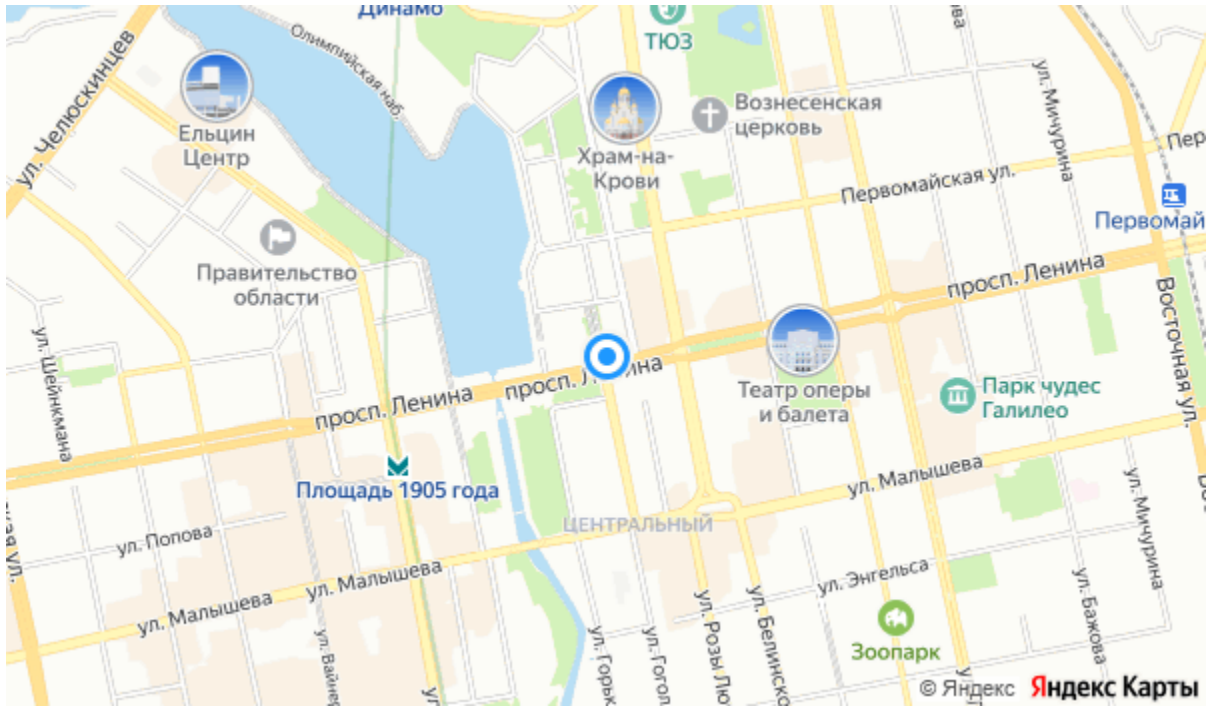 Динамо
ТЮЗ
ул. Челюскинцев
Олимпийская наб.
Ельцин
Центр
Храм-на-
Крови
Вознесенская
церковь
ул. Мичурина
Первомайская ул.
Первомай
Правительство
области
просп. Ленина
Восточная ул.
ул. Шейнкмана
просп. Ленина
просп. Ленина
Театр оперы
и балета
Парк чудес
Галилео
Площадь 1905 года
ул. Малышева
ЦЕНТРАЛЬНЫЙ
ул. Попова
ул. Малышева
ул. Малышева
ул. Энгельса
ул. Мичурина
ул. Бажова
Зоопарк
ул. Вайнер
ул. Горьк
ул. Гогол
ул. Розы Лю
ул. Белинско
© Яндекс Яндекс Карты